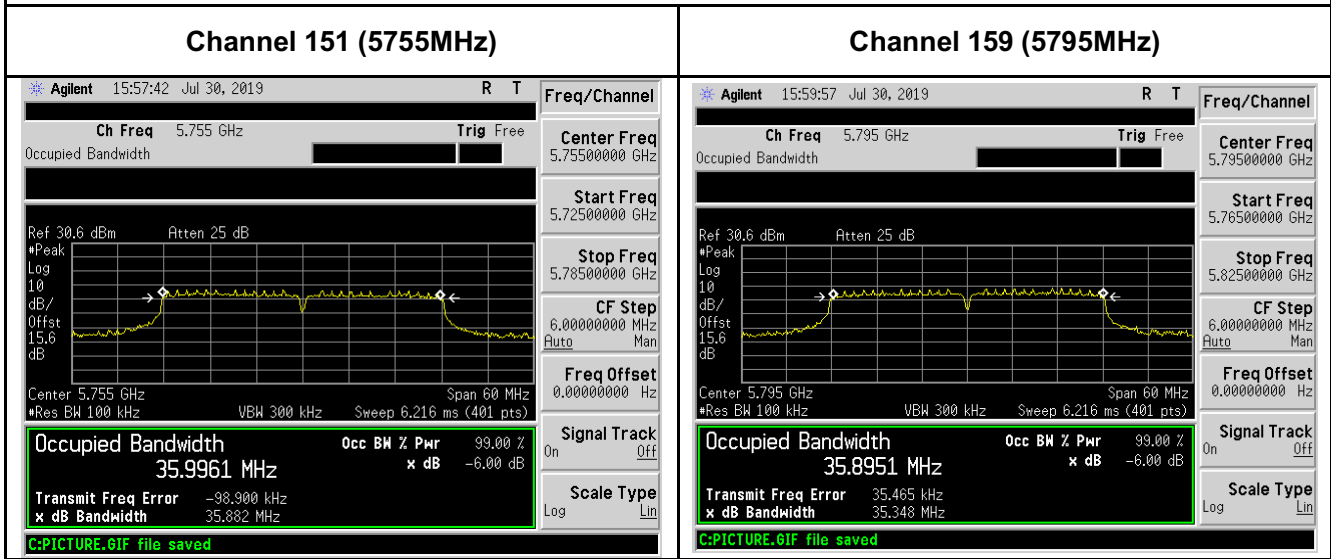 Channel 151 (5755MHz)
Channel 159 (5795MHz)
Agilent 15:57:42 Jul 30, 2019 R T
Freq/Channel
Ch Freq 5.755 GHz Trig Free
Occupied Bandwidth
Center Freq
5.75500000 GHz
Start Freq
5.72500000 GHz
Stop Freq
5.78500000 GHz
CF Step
6.00000000 MHz
Auto Man
Freq Offset
0.00000000 Hz
Signal Track
On Off
Scale Type
Log Lin
Ref 30.6 dBm Atten 25 dB
#Peak
Log
10
dB/
Offst
15.6
dB
Center 5.755 GHz Span 60 MHz
#Res BW 100 kHz VBW 300 kHz Sweep 6.216 ms (401 pts)
Occupied Bandwidth Occ BW % Pwr 99.00 %
35.9961 MHz x dB -6.00 dB
Transmit Freq Error -98.900 kHz
x dB Bandwidth 35.882 MHz
C:PICTURE.GIF file saved
Agilent 15:59:57 Jul 30, 2019 R T
Freq/Channel
Ch Freq 5.795 GHz Trig Free
Occupied Bandwidth
Center Freq
5.79500000 GHz
Start Freq
5.76500000 GHz
Stop Freq
5.82500000 GHz
CF Step
6.00000000 MHz
Auto Man
Freq Offset
0.00000000 Hz
Signal Track
On Off
Scale Type
Log Lin
Ref 30.6 dBm Atten 25 dB
#Peak
Log
10
dB/
Offst
15.6
dB
Center 5.795 GHz Span 60 MHz
#Res BW 100 kHz VBW 300 kHz Sweep 6.216 ms (401 pts)
Occupied Bandwidth Occ BW % Pwr 99.00 %
35.8951 MHz x dB -6.00 dB
Transmit Freq Error 35.465 kHz
x dB Bandwidth 35.348 MHz
C:PICTURE.GIF file saved